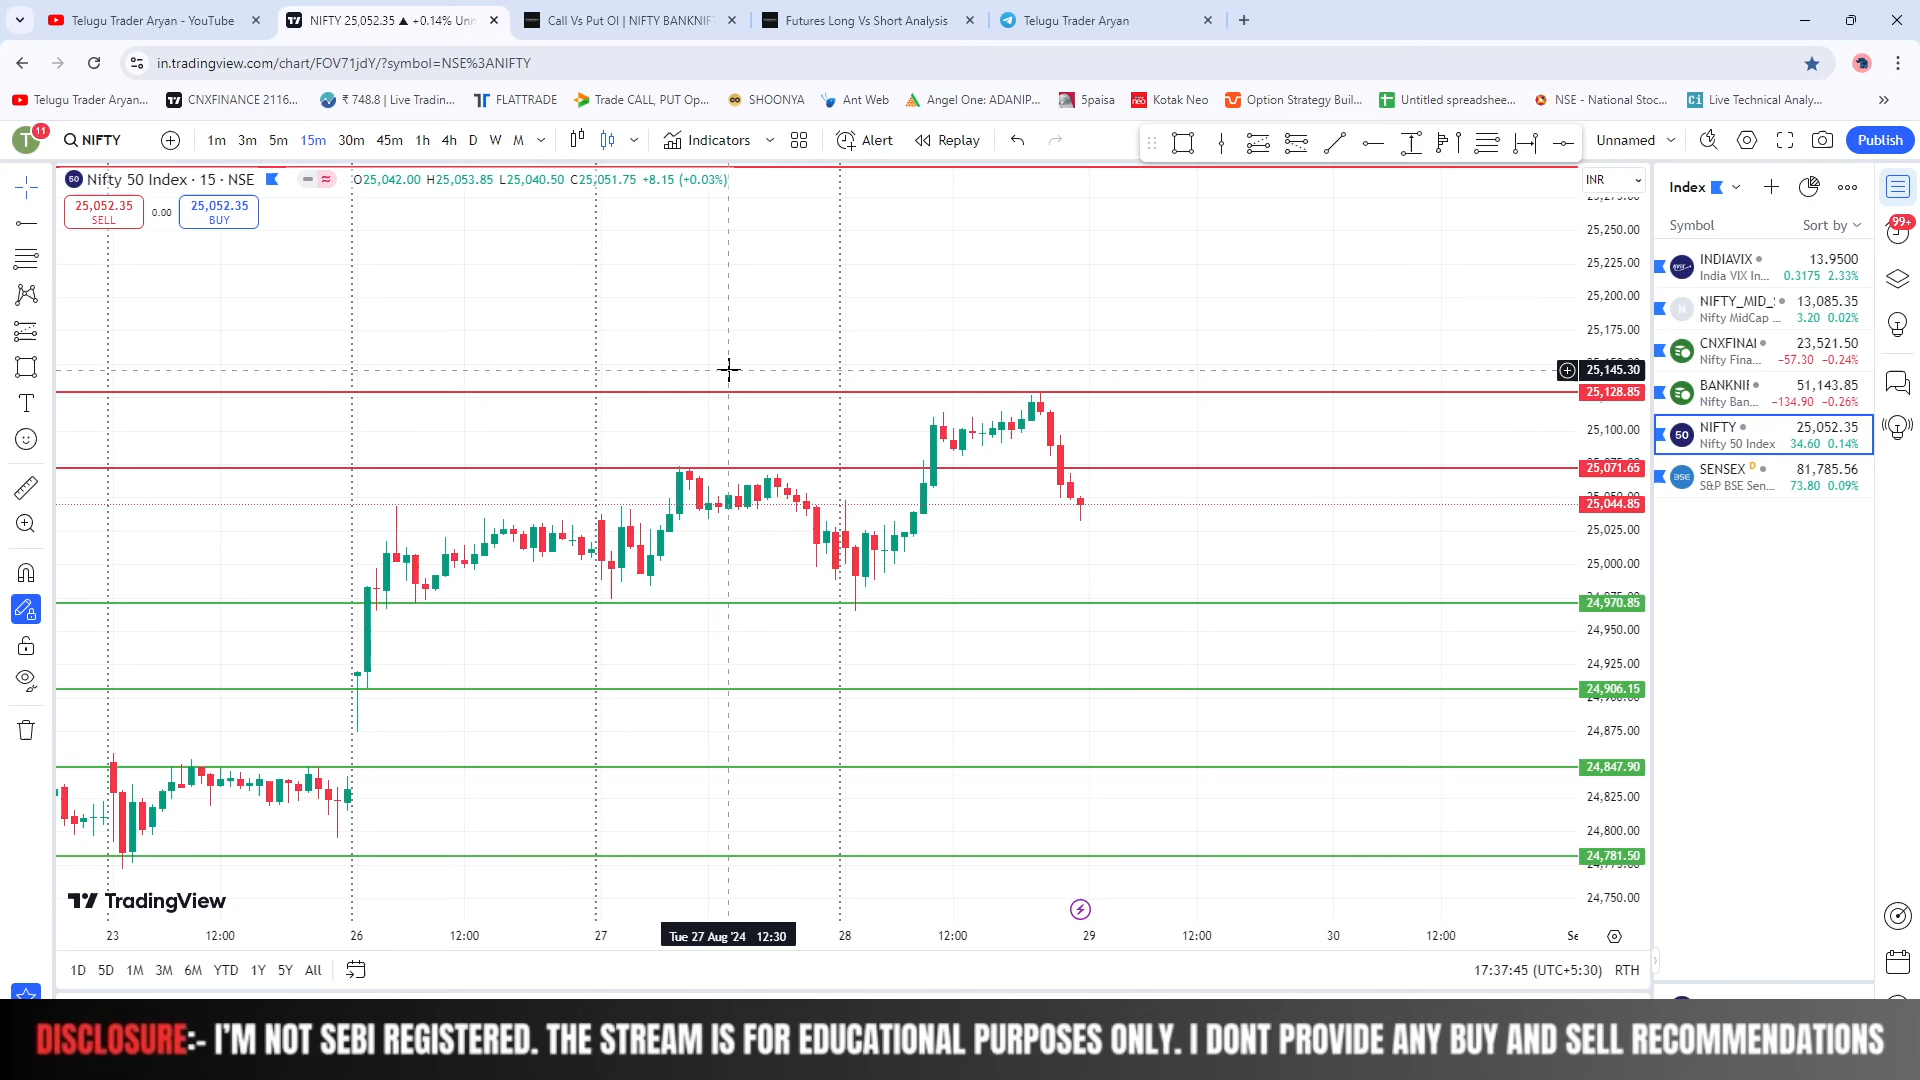 Telugu Trader Aryan - YouTube
NIFTY 25,052.35 ▲ +0.14% Unn
Call Vs Put OI | NIFTY BANKNIF
Futures Long Vs Short Analysis
Telugu Trader Aryan
in.tradingview.com/chart/FOV71jdY/?symbol=NSE%3ANIFTY
Telugu Trader Aryan...
CNXFINANCE 2116...
₹ 748.8 | Live Tradin...
FLATTRADE
Trade CALL, PUT Op...
SHOONYA
Ant Web
Angel One: ADANIP...
5paisa
Kotak Neo
Option Strategy Buil...
Untitled spreadshee...
NSE - National Stoc...
Live Technical Analy...
T 11
NIFTY
1m 3m 5m 15m 30m 45m 1h 4h D W M
Indicators
Alert
Replay
Unnamed
Publish
Nifty 50 Index · 15 · NSE
O25,042.00 H25,053.85 L25,040.50 C25,051.75 +8.15 (+0.03%)
25,052.35
SELL
0.00
25,052.35
BUY
INR
25,250.00
25,225.00
25,200.00
25,175.00
25,145.30
25,128.85
25,100.00
25,071.65
25,044.85
25,025.00
25,000.00
24,970.85
24,950.00
24,925.00
24,906.15
24,875.00
24,847.90
24,825.00
24,800.00
24,781.50
24,750.00
TradingView
23 12:00 26 12:00 27 Tue 27 Aug '24 12:30 28 12:00 29 12:00 30 12:00 Se
1D 5D 1M 3M 6M YTD 1Y 5Y All
17:37:45 (UTC+5:30) RTH
Index
Symbol Sort by
INDIAVIX 13.9500
India VIX In... 0.3175 2.33%
NIFTY_MID_ 13,085.35
Nifty MidCap ... 3.20 0.02%
CNXFINAI 23,521.50
Nifty Fina... −57.30 −0.24%
BANKNIF 51,143.85
Nifty Ban... −134.90 −0.26%
50 NIFTY 25,052.35
Nifty 50 Index 34.60 0.14%
SENSEX D 81,785.56
S&P BSE Sen... 73.80 0.09%
99+
DISCLOSURE:- I'M NOT SEBI REGISTERED. THE STREAM IS FOR EDUCATIONAL PURPOSES ONLY. I DONT PROVIDE ANY BUY AND SELL RECOMMENDATIONS